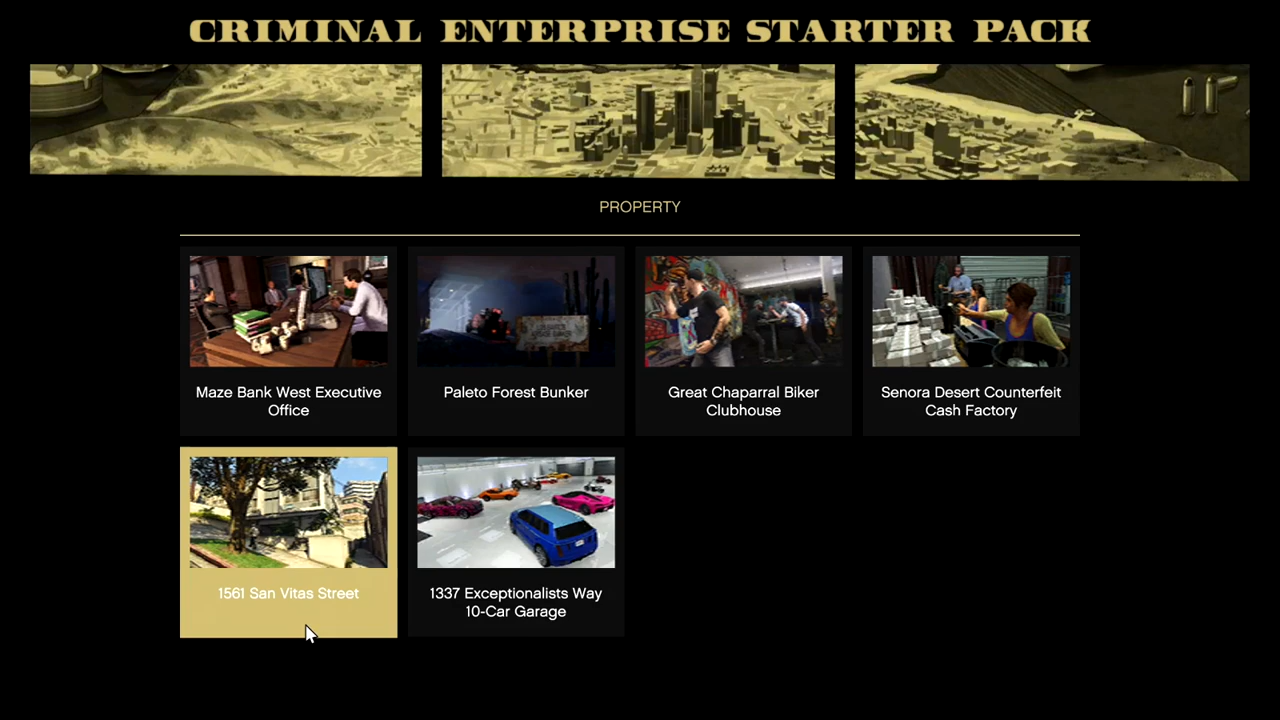 CRIMINAL ENTERPRISE STARTER PACK
PROPERTY
Maze Bank West Executive
Office
Paleto Forest Bunker
Great Chaparral Biker
Clubhouse
Senora Desert Counterfeit
Cash Factory
1561 San Vitas Street
1337 Exceptionalists Way
10-Car Garage